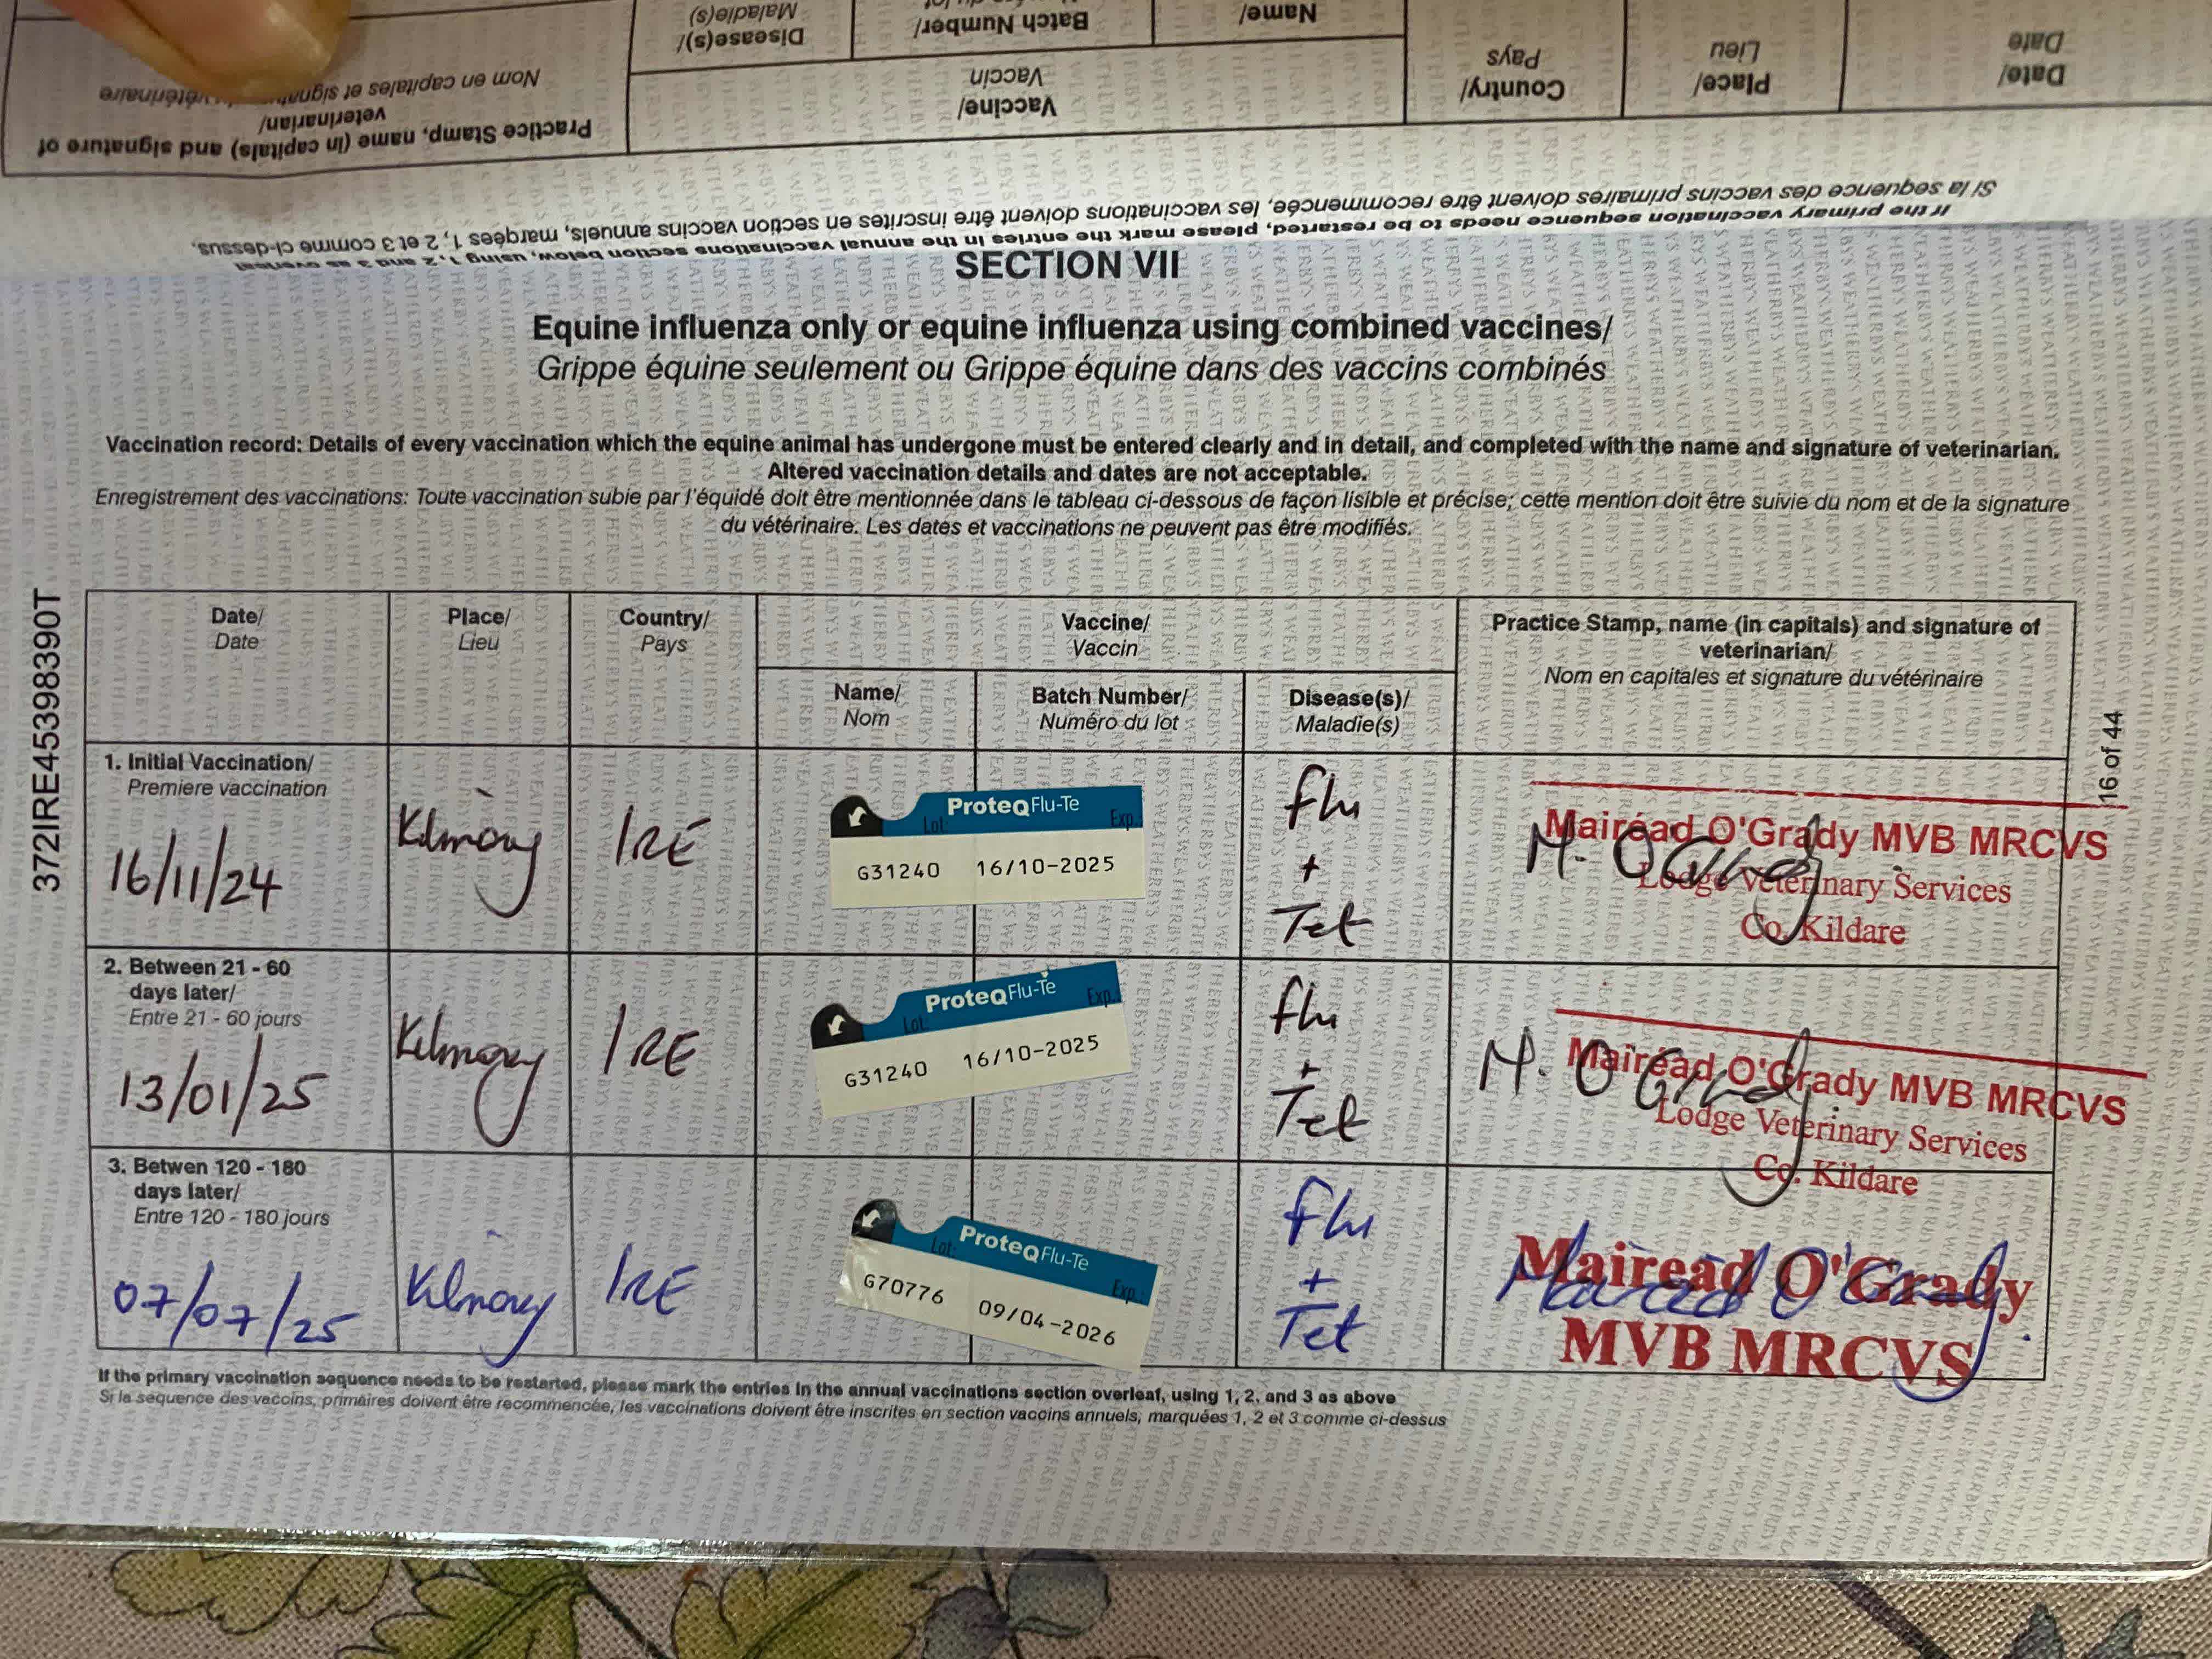 Date/
Date
Place/
Lieu
Country/
Pays
Vaccine/
Vaccin
Name/
Batch Number/
Disease(s)/
Maladie(s)
Practice Stamp, name (in capitals) and signature of
veterinarian/
Nom en capitales et signature du vétérinaire
If the primary vaccination sequence needs to be restarted, please mark the entries in the annual vaccinations section below, using 1, 2 and 3 as overleaf
Si la sequence des vaccins primaires doivent être recommencée, les vaccinations doivent être inscrites en section vaccins annuels, marquées 1, 2 et 3 comme ci-dessus.
SECTION VII
Equine influenza only or equine influenza using combined vaccines/
Grippe équine seulement ou Grippe équine dans des vaccins combinés
Vaccination record: Details of every vaccination which the equine animal has undergone must be entered clearly and in detail, and completed with the name and signature of veterinarian.
Altered vaccination details and dates are not acceptable.
Enregistrement des vaccinations: Toute vaccination subie par l'équidé doit être mentionnée dans le tableau ci-dessous de façon lisible et précise; cette mention doit être suivie du nom et de la signature
du vétérinaire. Les dates et vaccinations ne peuvent pas être modifiés.
372IRE45398390T
16 of 44
Date/
Date
Place/
Lieu
Country/
Pays
Vaccine/
Vaccin
Name/
Nom
Batch Number/
Numéro du lot
Disease(s)/
Maladie(s)
Practice Stamp, name (in capitals) and signature of
veterinarian/
Nom en capitales et signature du vétérinaire
1. Initial Vaccination/
Premiere vaccination
16/11/24
Kilmony
IRE
ProteqFlu-Te
Lot: Exp.:
G31240 16/10-2025
Flu
+
Tet
M. O Grady
Mairéad O'Grady MVB MRCVS
Lodge Veterinary Services
Co. Kildare
2. Between 21 - 60
days later/
Entre 21 - 60 jours
13/01/25
Kilmony
IRE
ProteqFlu-Te
Lot: Exp.:
G31240 16/10-2025
Flu
+
Tet
M. O Grady
Mairéad O'Grady MVB MRCVS
Lodge Veterinary Services
Co. Kildare
3. Betwen 120 - 180
days later/
Entre 120 - 180 jours
07/07/25
Kilmony
IRE
ProteqFlu-Te
Lot: Exp.:
G70776 09/04-2026
Flu
+
Tet
Mairead O Grady
Mairead O'Grady
MVB MRCVS
If the primary vaccination sequence needs to be restarted, please mark the entries in the annual vaccinations section overleaf, using 1, 2, and 3 as above
Si la sequence des vaccins, primaires doivent être recommencée, les vaccinations doivent être inscrites en section vaccins annuels, marquées 1, 2 et 3 comme ci-dessus